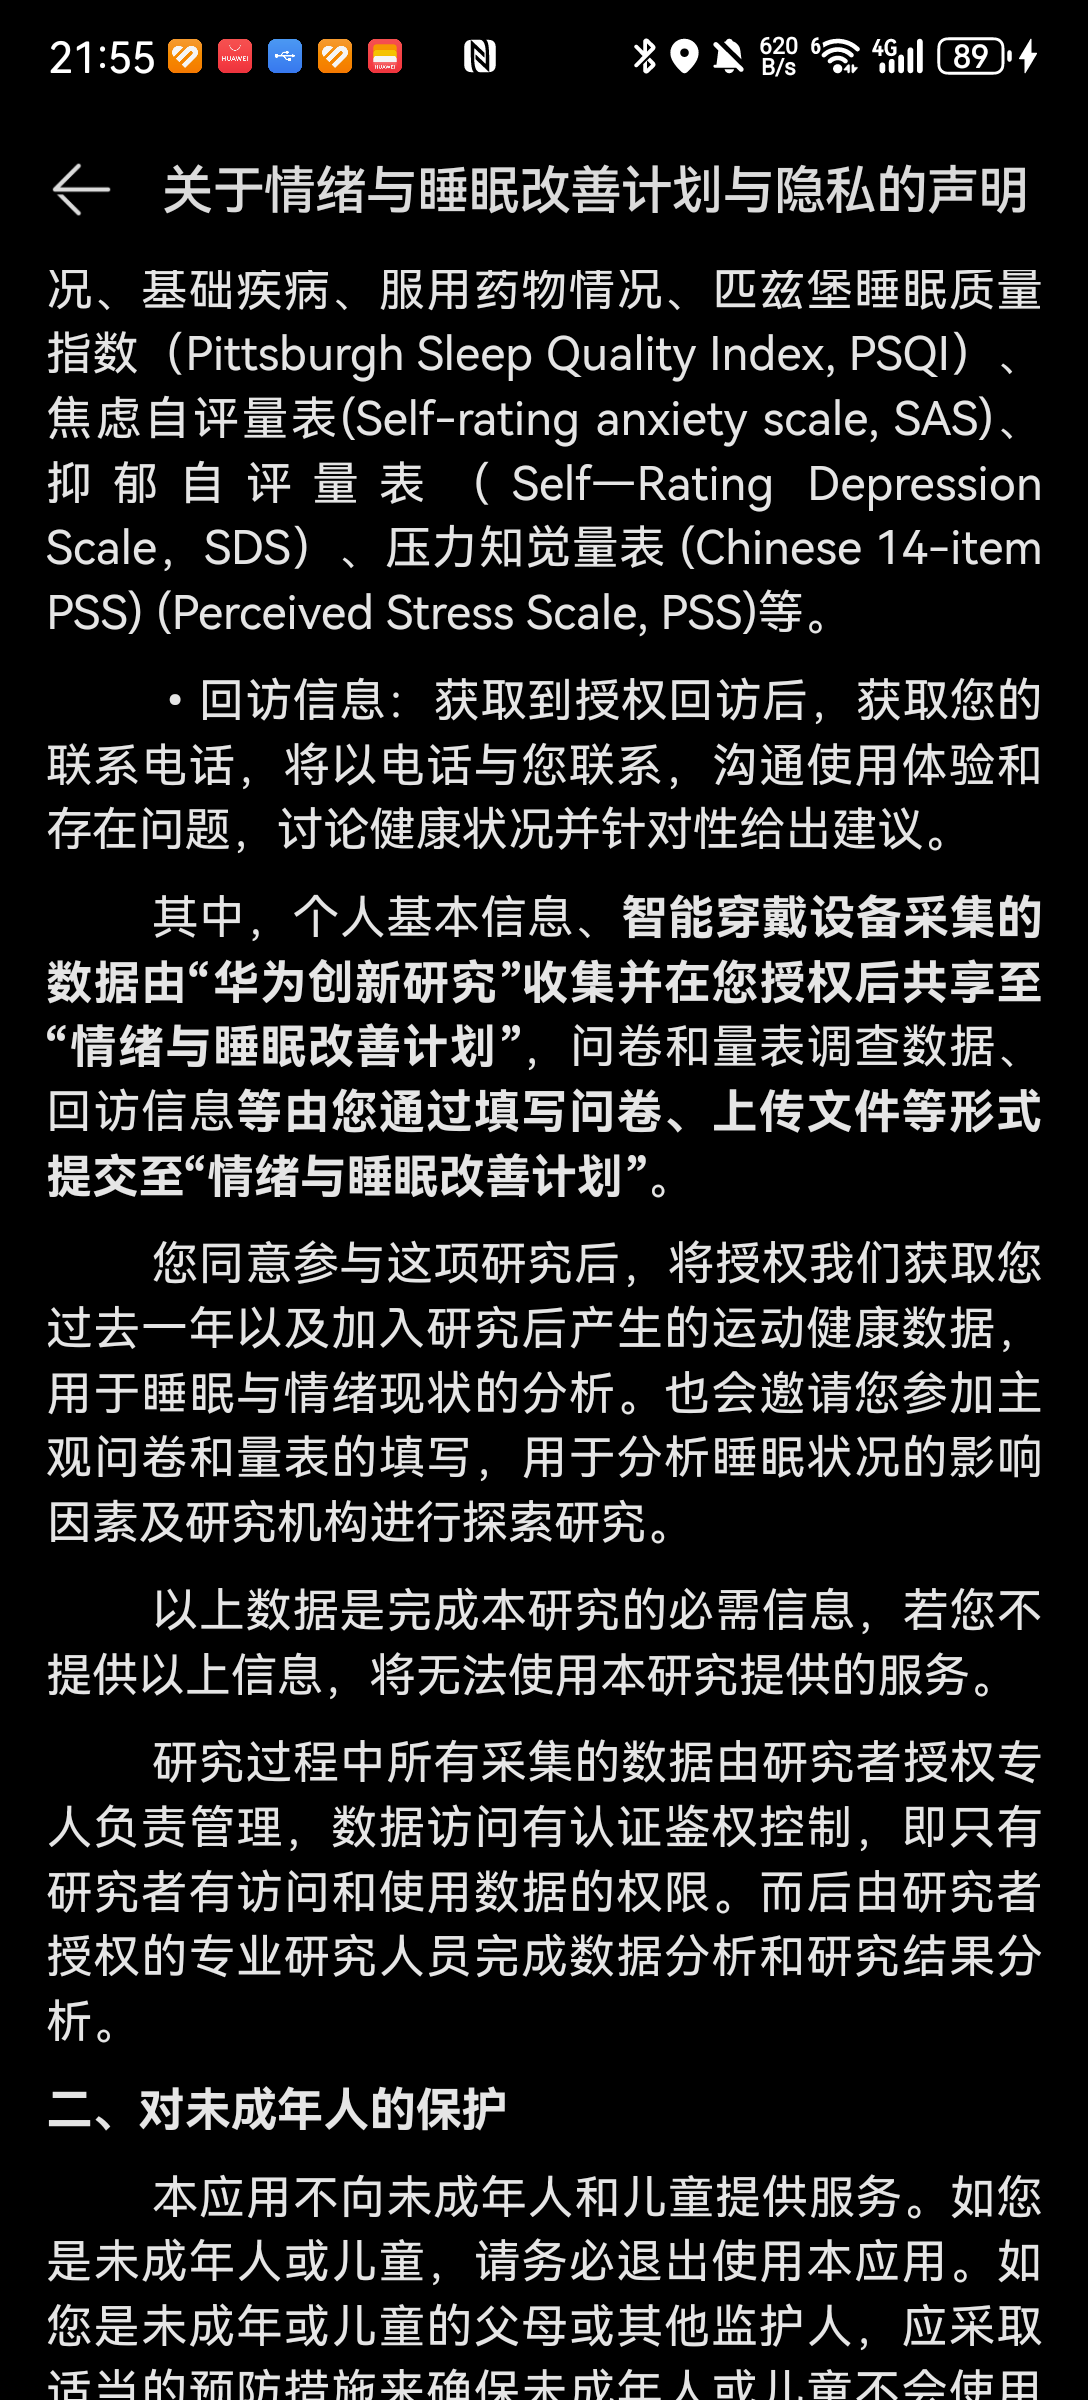 21:55
HUAWEI
HUAWEI
620 B/s
6
4G
89
关于情绪与睡眠改善计划与隐私的声明
况、基础疾病、服用药物情况、匹兹堡睡眠质量
指数（Pittsburgh Sleep Quality Index, PSQI）、
焦虑自评量表(Self-rating anxiety scale, SAS)、
抑郁自评量表（Self—Rating Depression
Scale，SDS）、压力知觉量表 (Chinese 14-item
PSS) (Perceived Stress Scale, PSS)等。
• 回访信息：获取到授权回访后，获取您的
联系电话，将以电话与您联系，沟通使用体验和
存在问题，讨论健康状况并针对性给出建议。
其中，个人基本信息、智能穿戴设备采集的
数据由“华为创新研究”收集并在您授权后共享至
“情绪与睡眠改善计划”，问卷和量表调查数据、
回访信息等由您通过填写问卷、上传文件等形式
提交至“情绪与睡眠改善计划”。
您同意参与这项研究后，将授权我们获取您
过去一年以及加入研究后产生的运动健康数据，
用于睡眠与情绪现状的分析。也会邀请您参加主
观问卷和量表的填写，用于分析睡眠状况的影响
因素及研究机构进行探索研究。
以上数据是完成本研究的必需信息，若您不
提供以上信息，将无法使用本研究提供的服务。
研究过程中所有采集的数据由研究者授权专
人负责管理，数据访问有认证鉴权控制，即只有
研究者有访问和使用数据的权限。而后由研究者
授权的专业研究人员完成数据分析和研究结果分
析。
二、对未成年人的保护
本应用不向未成年人和儿童提供服务。如您
是未成年人或儿童，请务必退出使用本应用。如
您是未成年或儿童的父母或其他监护人，应采取
适当的预防措施来确保未成年人或儿童不会使用